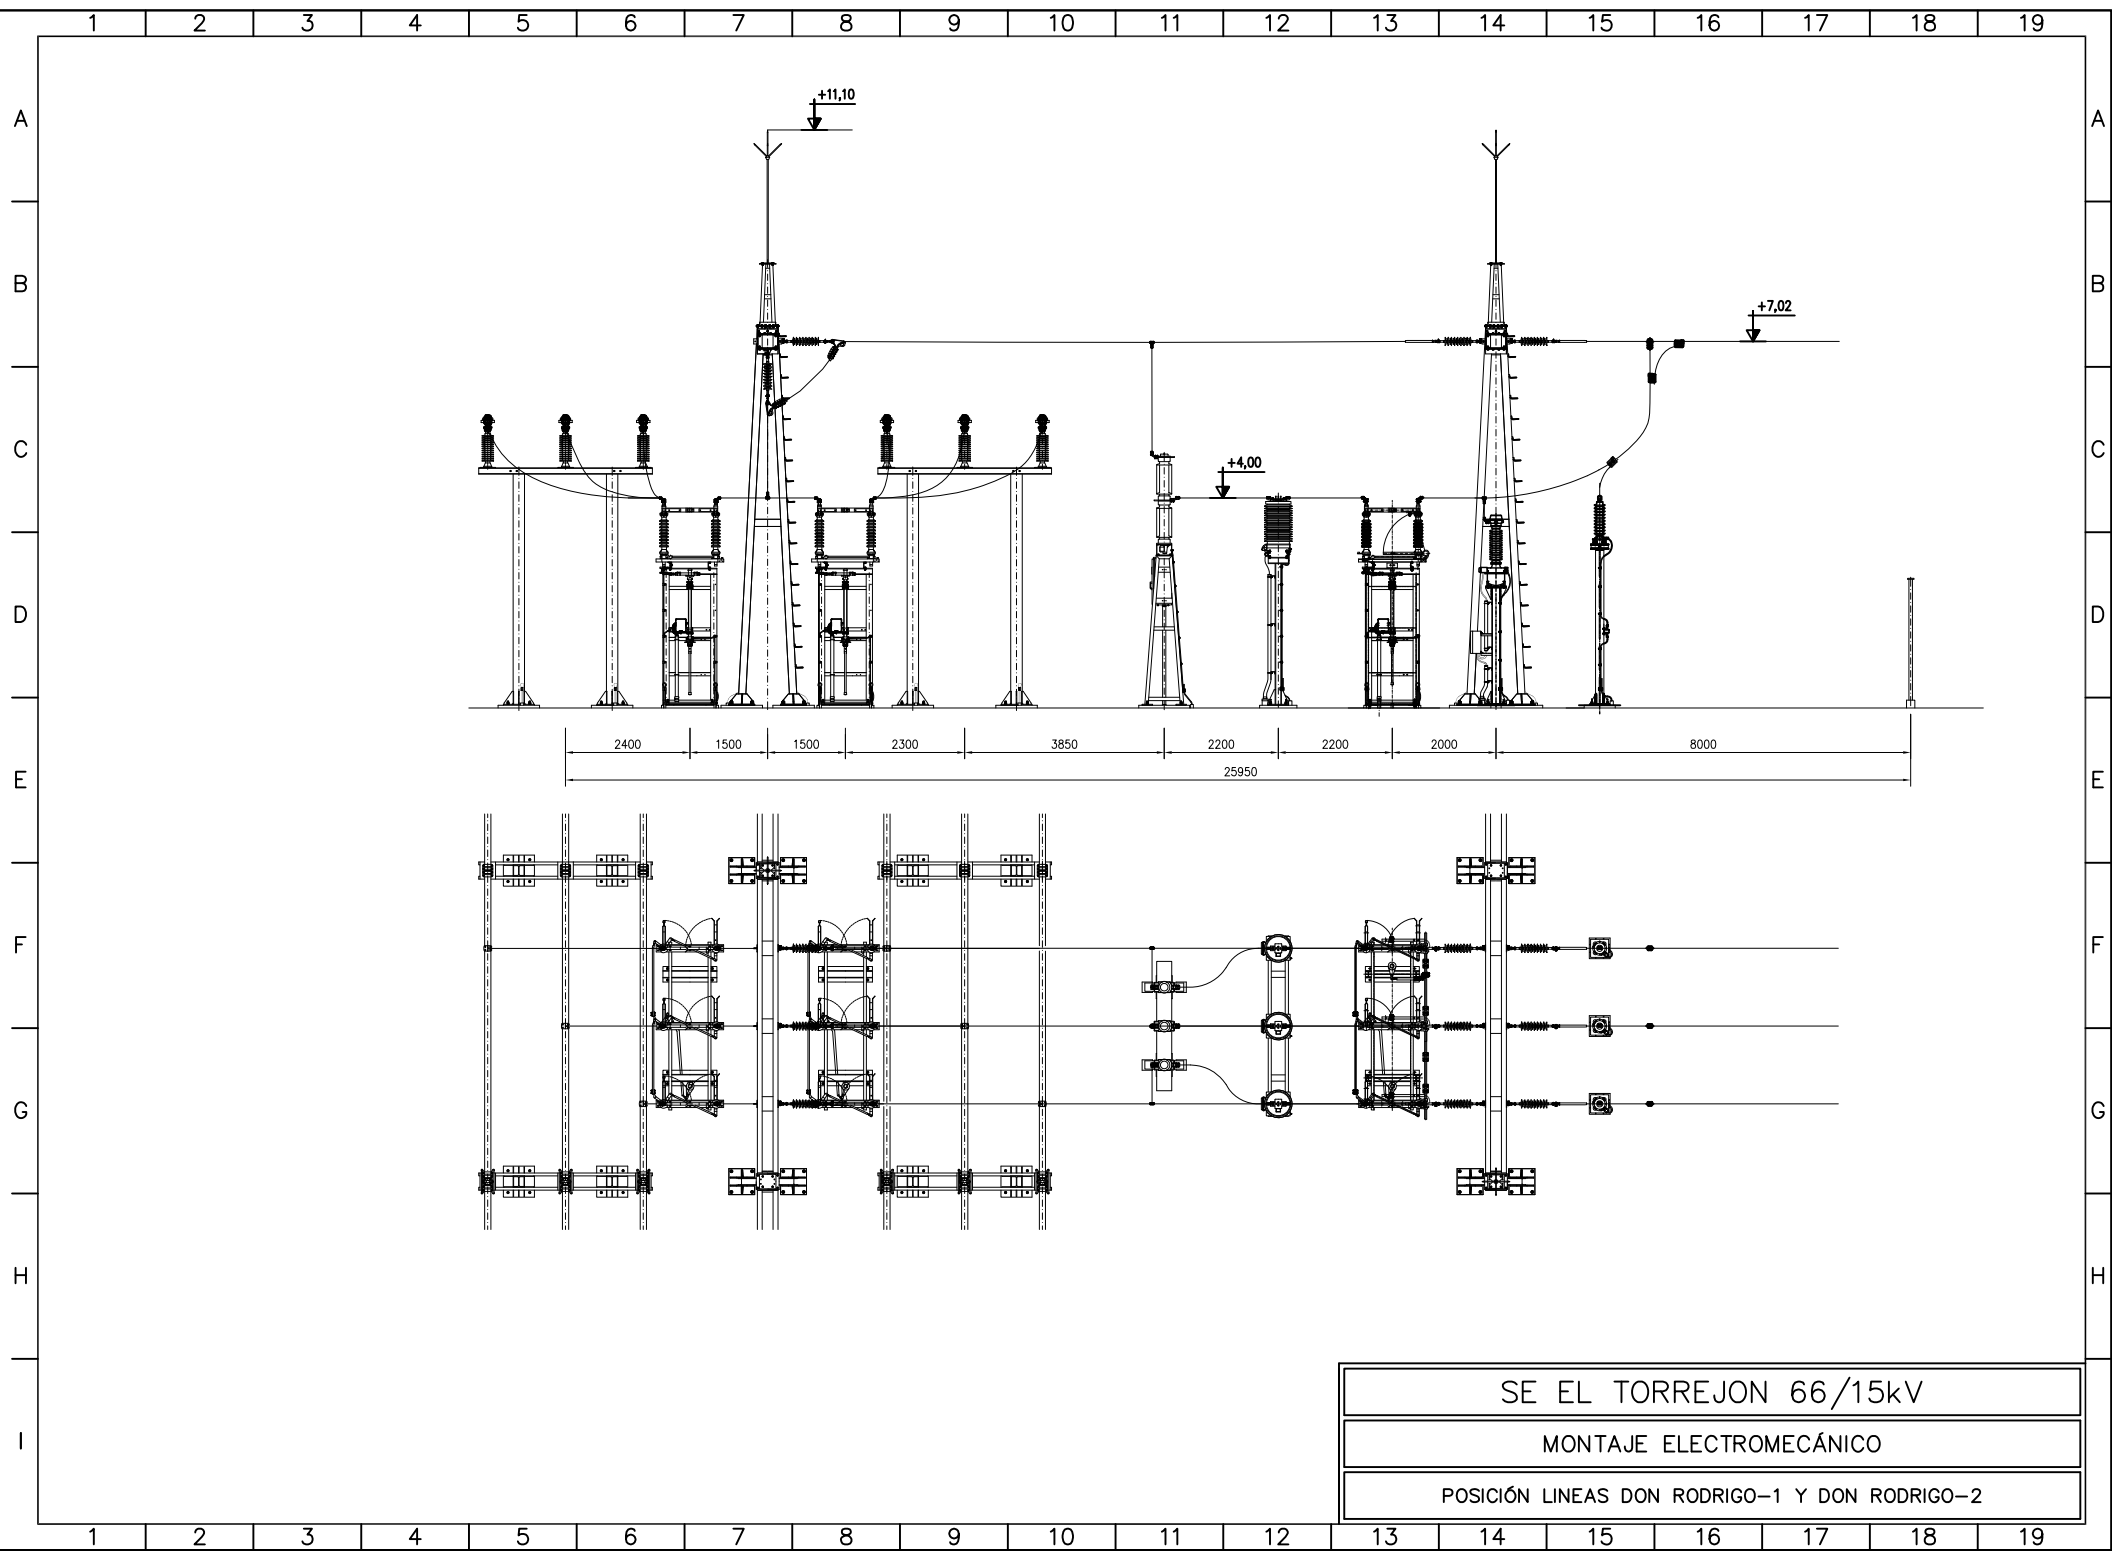 1 2 3 4 5 6 7 8 9 10 11 12 13 14 15 16 17 18 19
A A
+11,10
B B
+7,02
C C
+4,00
D D
2400 1500 1500 2300 3850 2200 2200 2000 8000
25950
E E
F F
G G
H H
SE EL TORREJON 66/15kV
I
MONTAJE ELECTROMECÁNICO
POSICIÓN LINEAS DON RODRIGO-1 Y DON RODRIGO-2
1 2 3 4 5 6 7 8 9 10 11 12 13 14 15 16 17 18 19